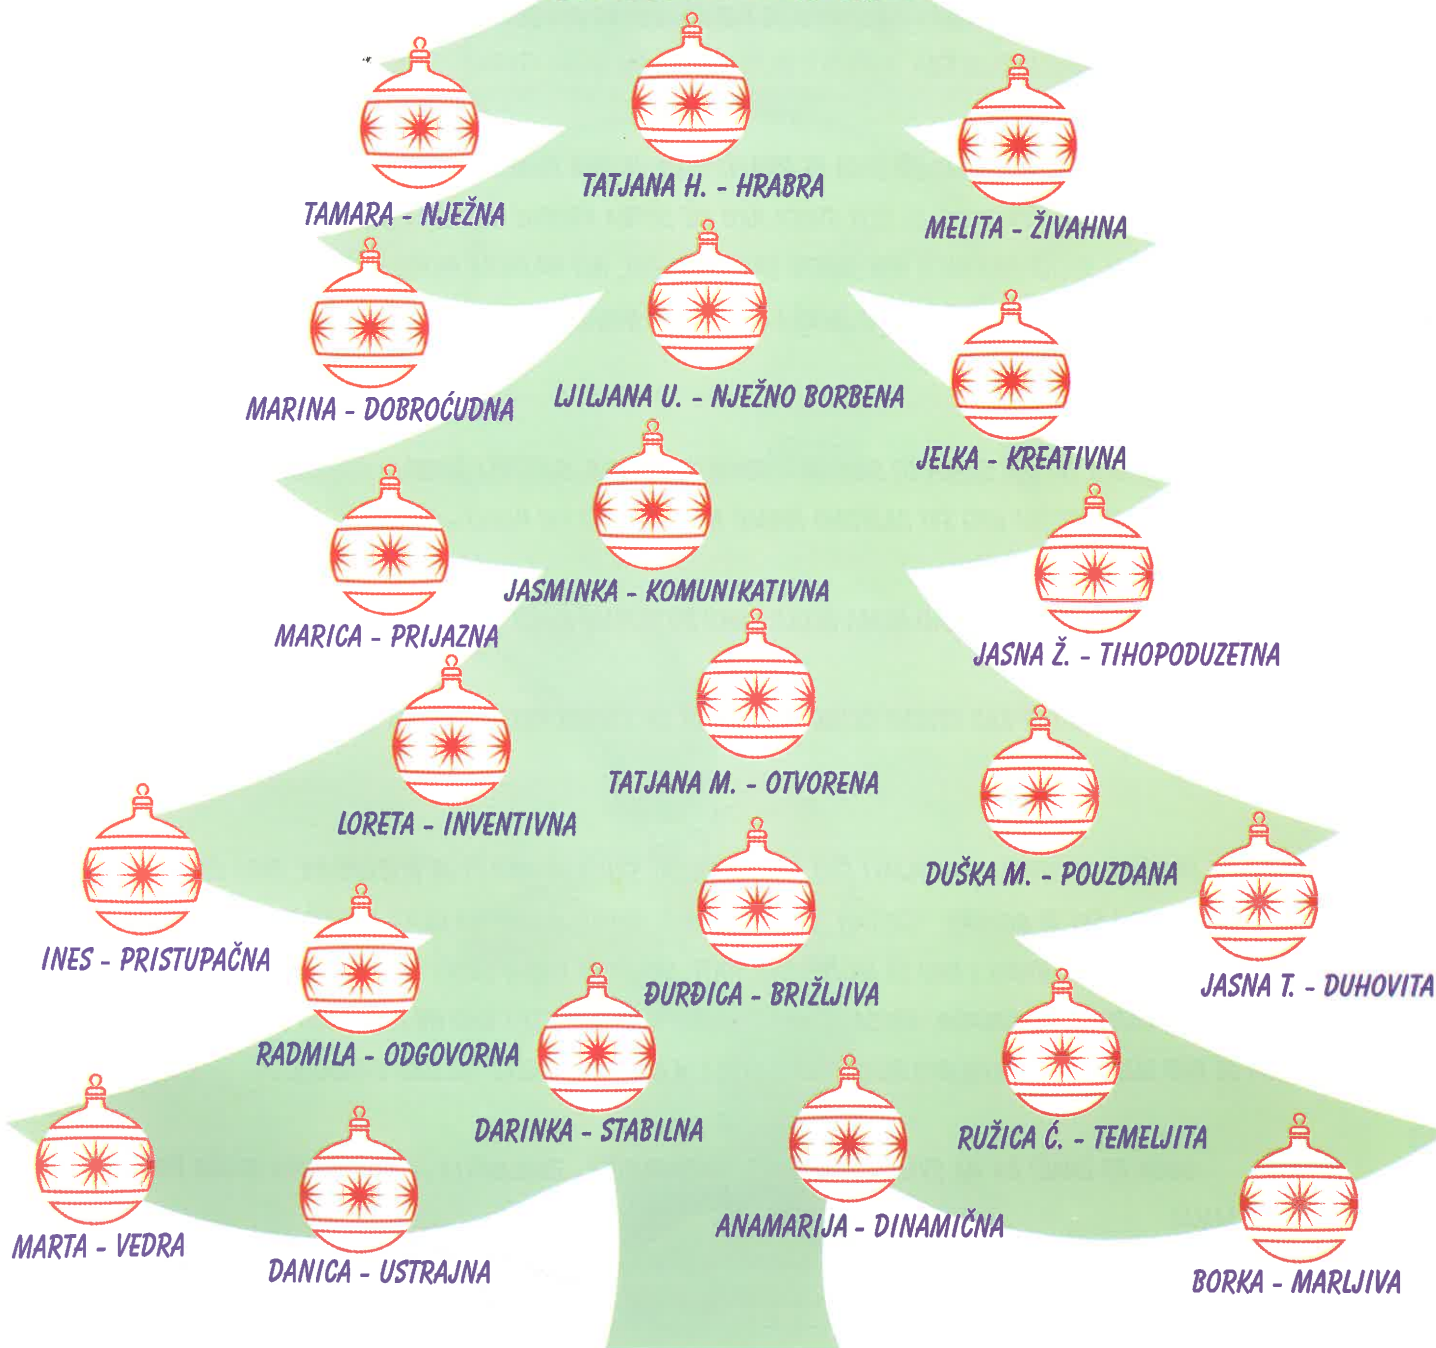 TATJANA H. - HRABRA
TAMARA - NJEŽNA
MELITA - ŽIVAHNA
LJILJANA U. - NJEŽNO BORBENA
MARINA - DOBROĆUDNA
JELKA - KREATIVNA
JASMINKA - KOMUNIKATIVNA
MARICA - PRIJAZNA
JASNA Ž. - TIHOPODUZETNA
TATJANA M. - OTVORENA
LORETA - INVENTIVNA
DUŠKA M. - POUZDANA
INES - PRISTUPAČNA
JASNA T. - DUHOVITA
ĐURĐICA - BRIŽLJIVA
RADMILA - ODGOVORNA
DARINKA - STABILNA
RUŽICA Ć. - TEMELJITA
ANAMARIJA - DINAMIČNA
MARTA - VEDRA
DANICA - USTRAJNA
BORKA - MARLJIVA